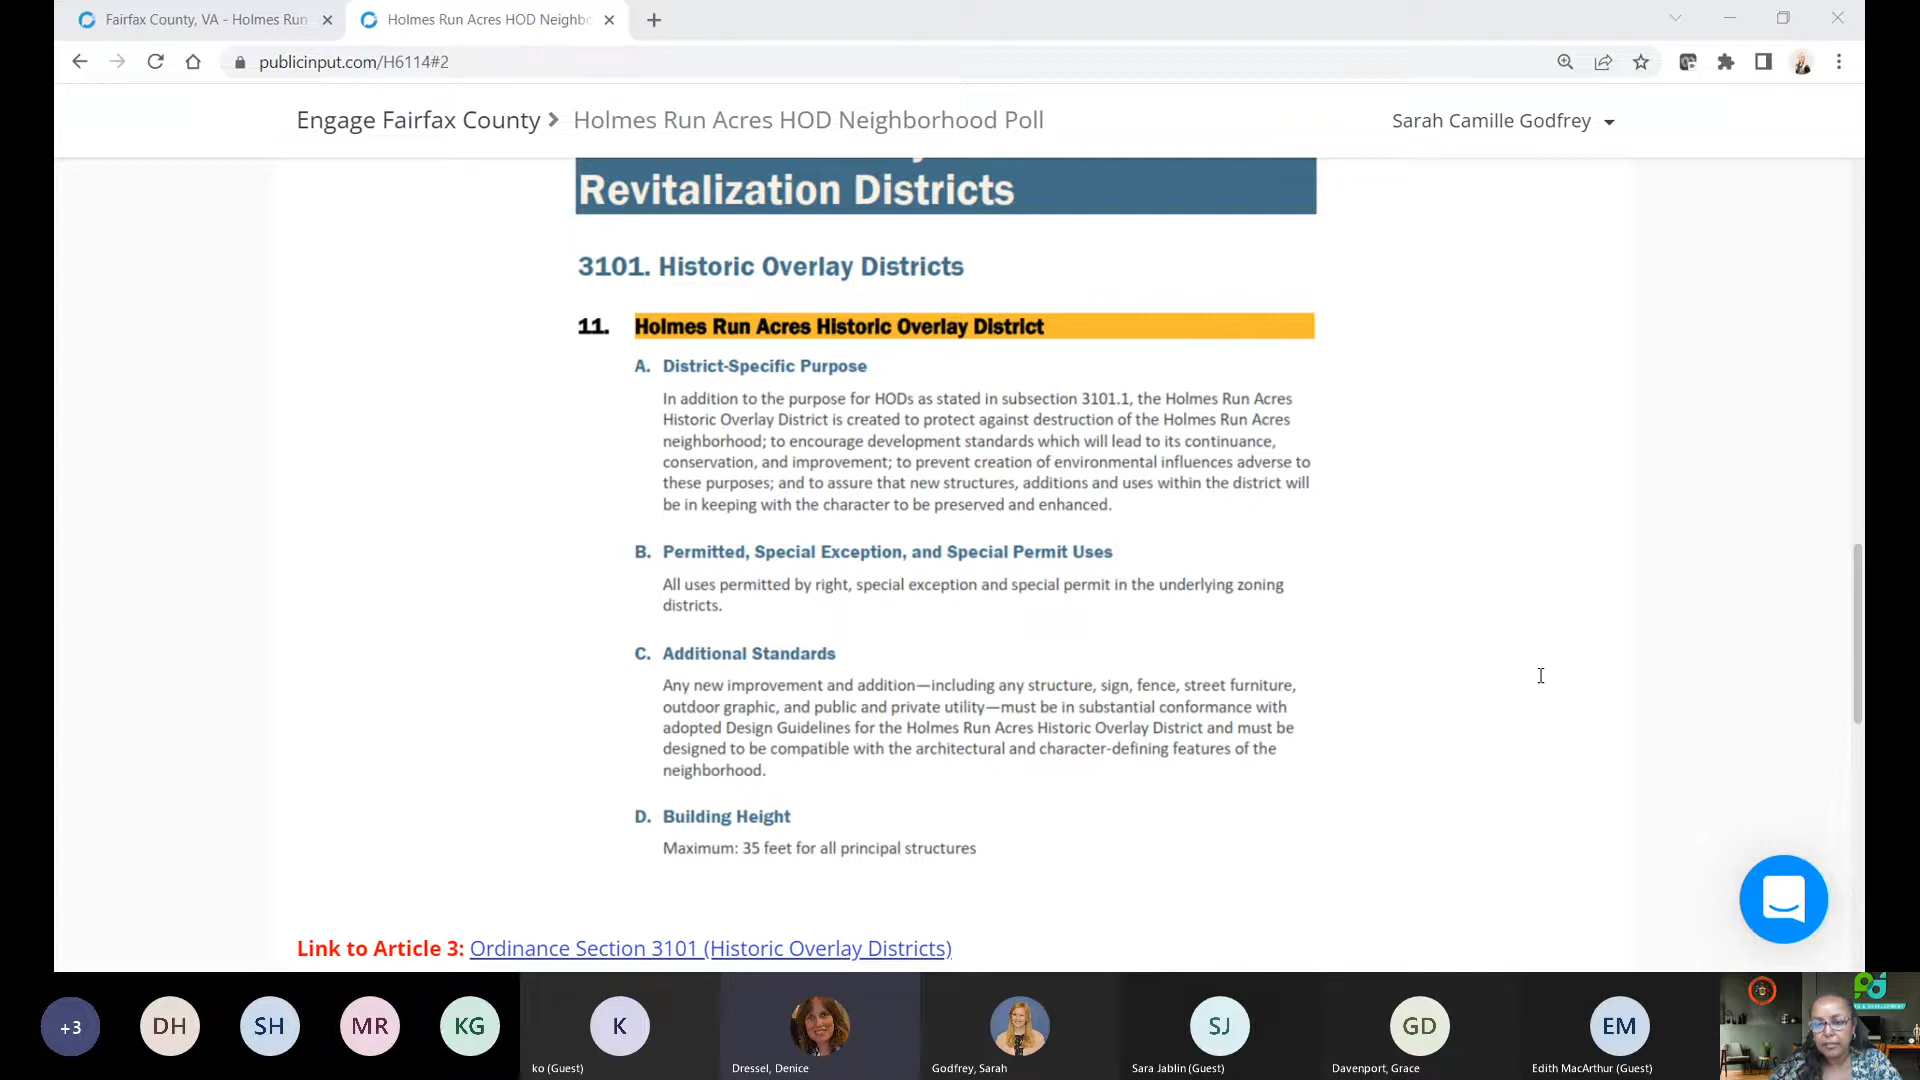 Fairfax County, VA - Holmes Run
Holmes Run Acres HOD Neighb
publicinput.com/H6114#2
Engage Fairfax County
Holmes Run Acres HOD Neighborhood Poll
Sarah Camille Godfrey
Revitalization Districts
3101. Historic Overlay Districts
11. Holmes Run Acres Historic Overlay District
A. District-Specific Purpose
In addition to the purpose for HODs as stated in subsection 3101.1, the Holmes Run Acres
Historic Overlay District is created to protect against destruction of the Holmes Run Acres
neighborhood; to encourage development standards which will lead to its continuance,
conservation, and improvement; to prevent creation of environmental influences adverse to
these purposes; and to assure that new structures, additions and uses within the district will
be in keeping with the character to be preserved and enhanced.
B. Permitted, Special Exception, and Special Permit Uses
All uses permitted by right, special exception and special permit in the underlying zoning
districts.
C. Additional Standards
Any new improvement and addition—including any structure, sign, fence, street furniture,
outdoor graphic, and public and private utility—must be in substantial conformance with
adopted Design Guidelines for the Holmes Run Acres Historic Overlay District and must be
designed to be compatible with the architectural and character-defining features of the
neighborhood.
D. Building Height
Maximum: 35 feet for all principal structures
Link to Article 3: Ordinance Section 3101 (Historic Overlay Districts)
+3
DH
SH
MR
KG
K
SJ
GD
EM
ko (Guest)
Dressel, Denice
Godfrey, Sarah
Sara Jablin (Guest)
Davenport, Grace
Edith MacArthur (Guest)